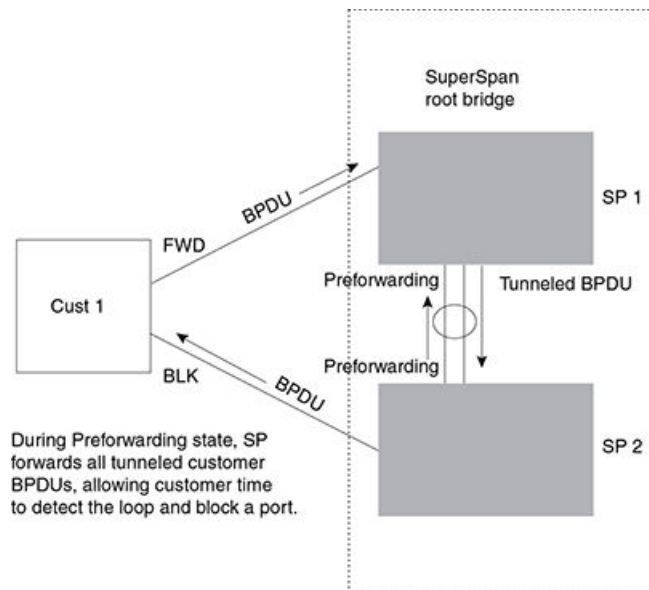 SuperSpan
root bridge
SP 1
BPDU
FWD
Cust 1
Preforwarding
Tunneled BPDU
Preforwarding
BLK
BPDU
SP 2
During Preforwarding state, SP
forwards all tunneled customer
BPDUs, allowing customer time
to detect the loop and block a port.